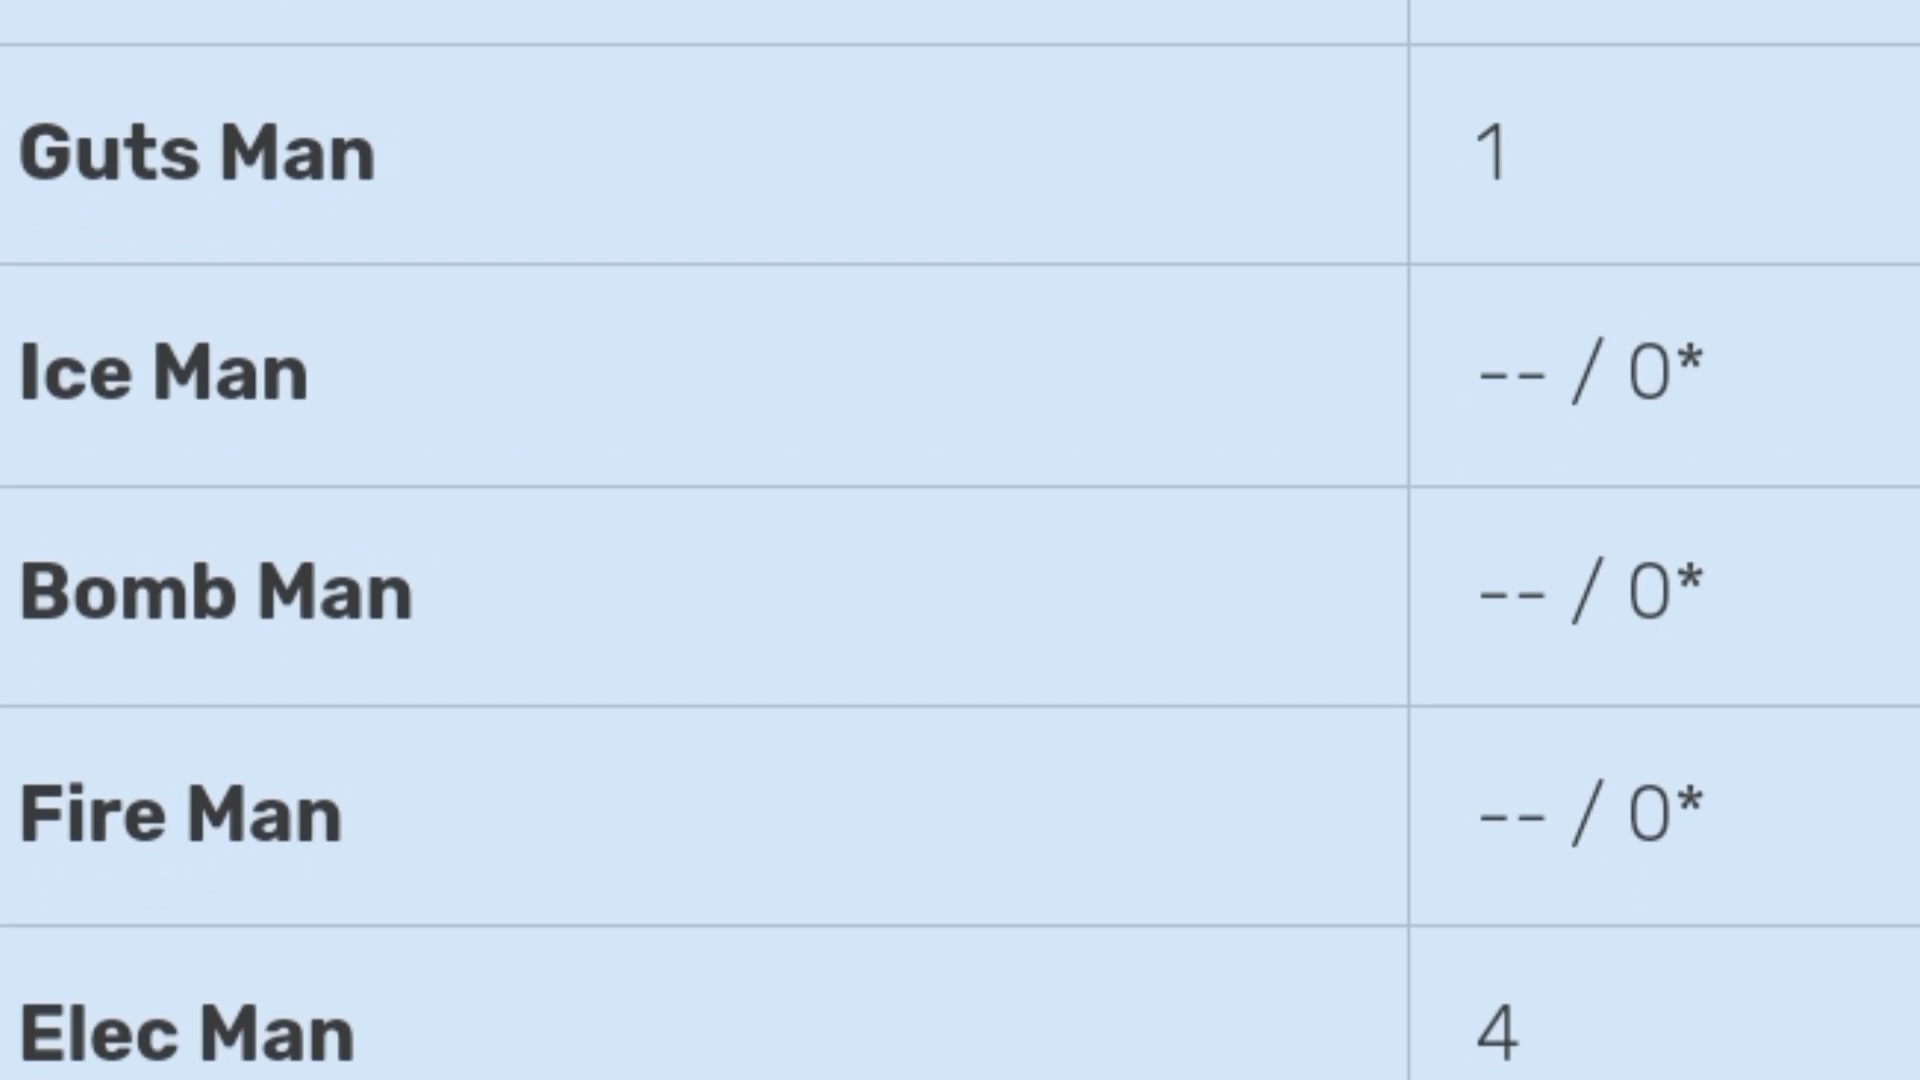 Guts Man 1
Ice Man -- / 0*
Bomb Man -- / 0*
Fire Man -- / 0*
Elec Man 4